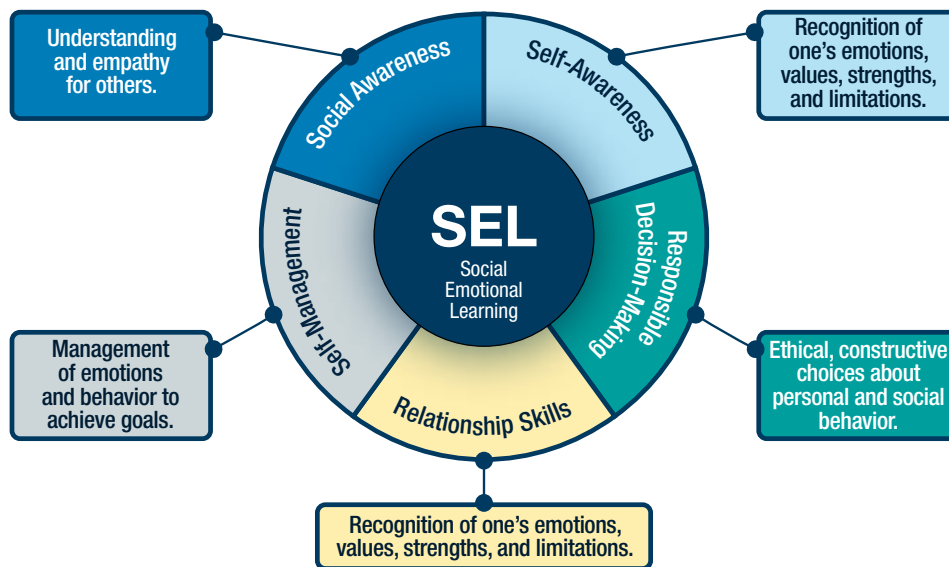 Understanding
and empathy
for others.
Social Awareness
Self-Awareness
Recognition of
one's emotions,
values, strengths,
and limitations.
SEL
Social
Emotional
Learning
Self-Management
Responsible
Decision-Making
Management
of emotions
and behavior to
achieve goals.
Ethical, constructive
choices about
personal and social
behavior.
Relationship Skills
Recognition of one's emotions,
values, strengths, and limitations.